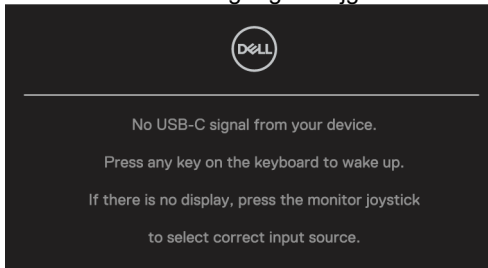 DELL
No USB-C signal from your device.
Press any key on the keyboard to wake up.
If there is no display, press the monitor joystick
to select correct input source.